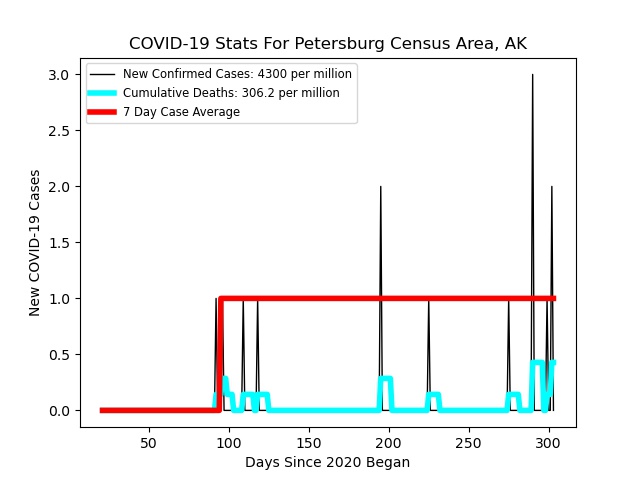 COVID-19 Stats For Petersburg Census Area, AK
New Confirmed Cases: 4300 per million
Cumulative Deaths: 306.2 per million
7 Day Case Average
New COVID-19 Cases
3.0
2.5
2.0
1.5
1.0
0.5
0.0
50 100 150 200 250 300
Days Since 2020 Began